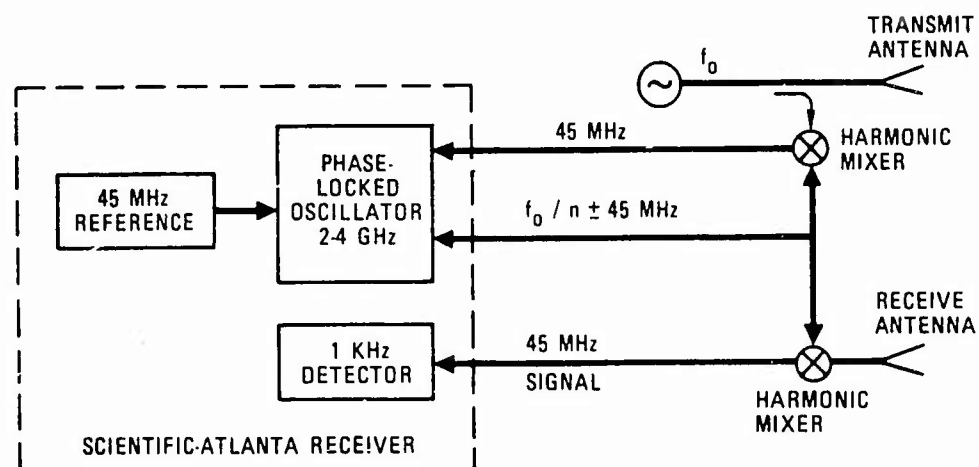 TRANSMIT
ANTENNA
f₀
45 MHz
HARMONIC
MIXER
PHASE-
LOCKED
OSCILLATOR
2-4 GHz
45 MHz
REFERENCE
f₀ / n ± 45 MHz
RECEIVE
ANTENNA
1 KHz
DETECTOR
45 MHz
SIGNAL
HARMONIC
MIXER
SCIENTIFIC-ATLANTA RECEIVER